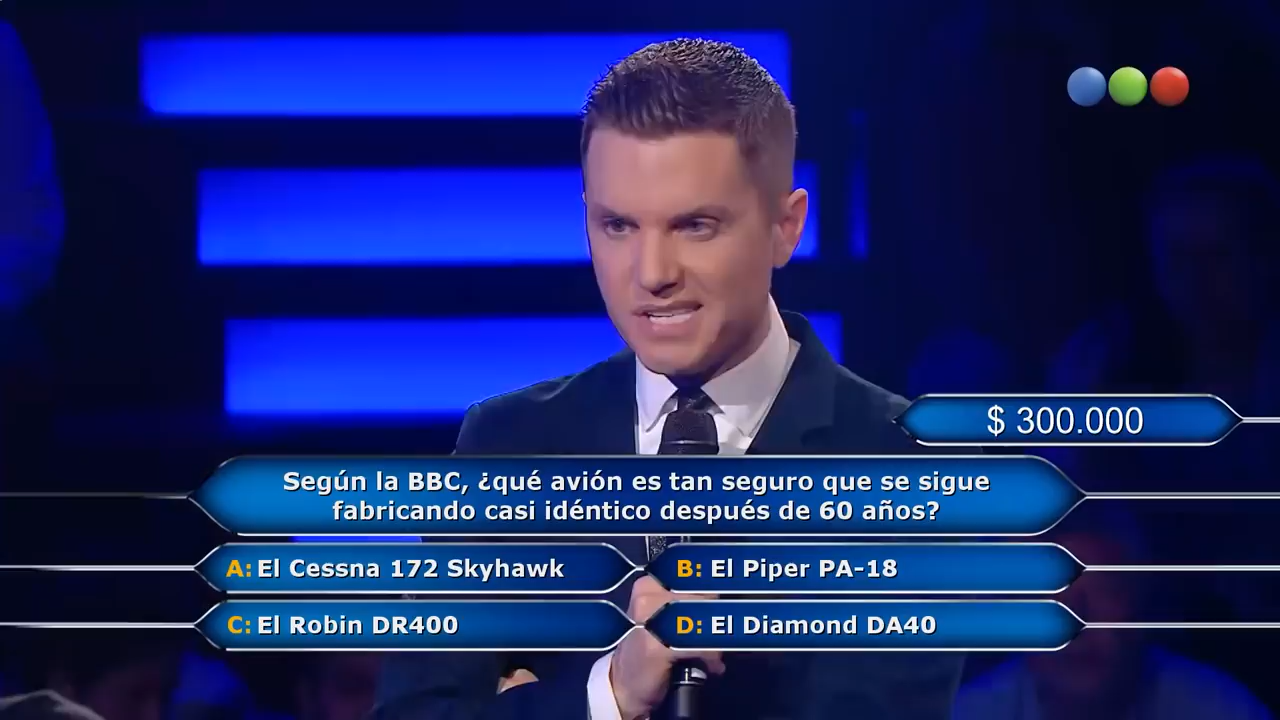 $ 300.000
Según la BBC, ¿qué avión es tan seguro que se sigue
fabricando casi idéntico después de 60 años?
A: El Cessna 172 Skyhawk
B: El Piper PA-18
C: El Robin DR400
D: El Diamond DA40